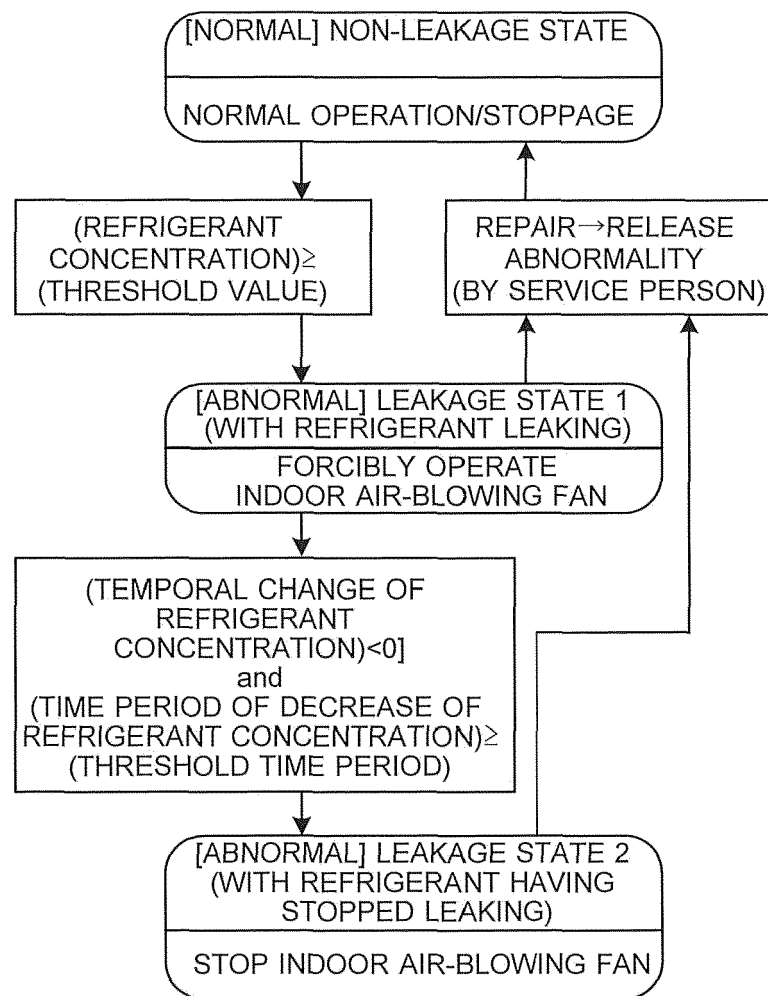 [NORMAL] NON-LEAKAGE STATE
NORMAL OPERATION/STOPPAGE
(REFRIGERANT
CONCENTRATION)≥
(THRESHOLD VALUE)
REPAIR→RELEASE
ABNORMALITY
(BY SERVICE PERSON)
[ABNORMAL] LEAKAGE STATE 1
(WITH REFRIGERANT LEAKING)
FORCIBLY OPERATE
INDOOR AIR-BLOWING FAN
(TEMPORAL CHANGE OF
REFRIGERANT
CONCENTRATION)<0]
and
(TIME PERIOD OF DECREASE OF
REFRIGERANT CONCENTRATION)≥
(THRESHOLD TIME PERIOD)
[ABNORMAL] LEAKAGE STATE 2
(WITH REFRIGERANT HAVING
STOPPED LEAKING)
STOP INDOOR AIR-BLOWING FAN